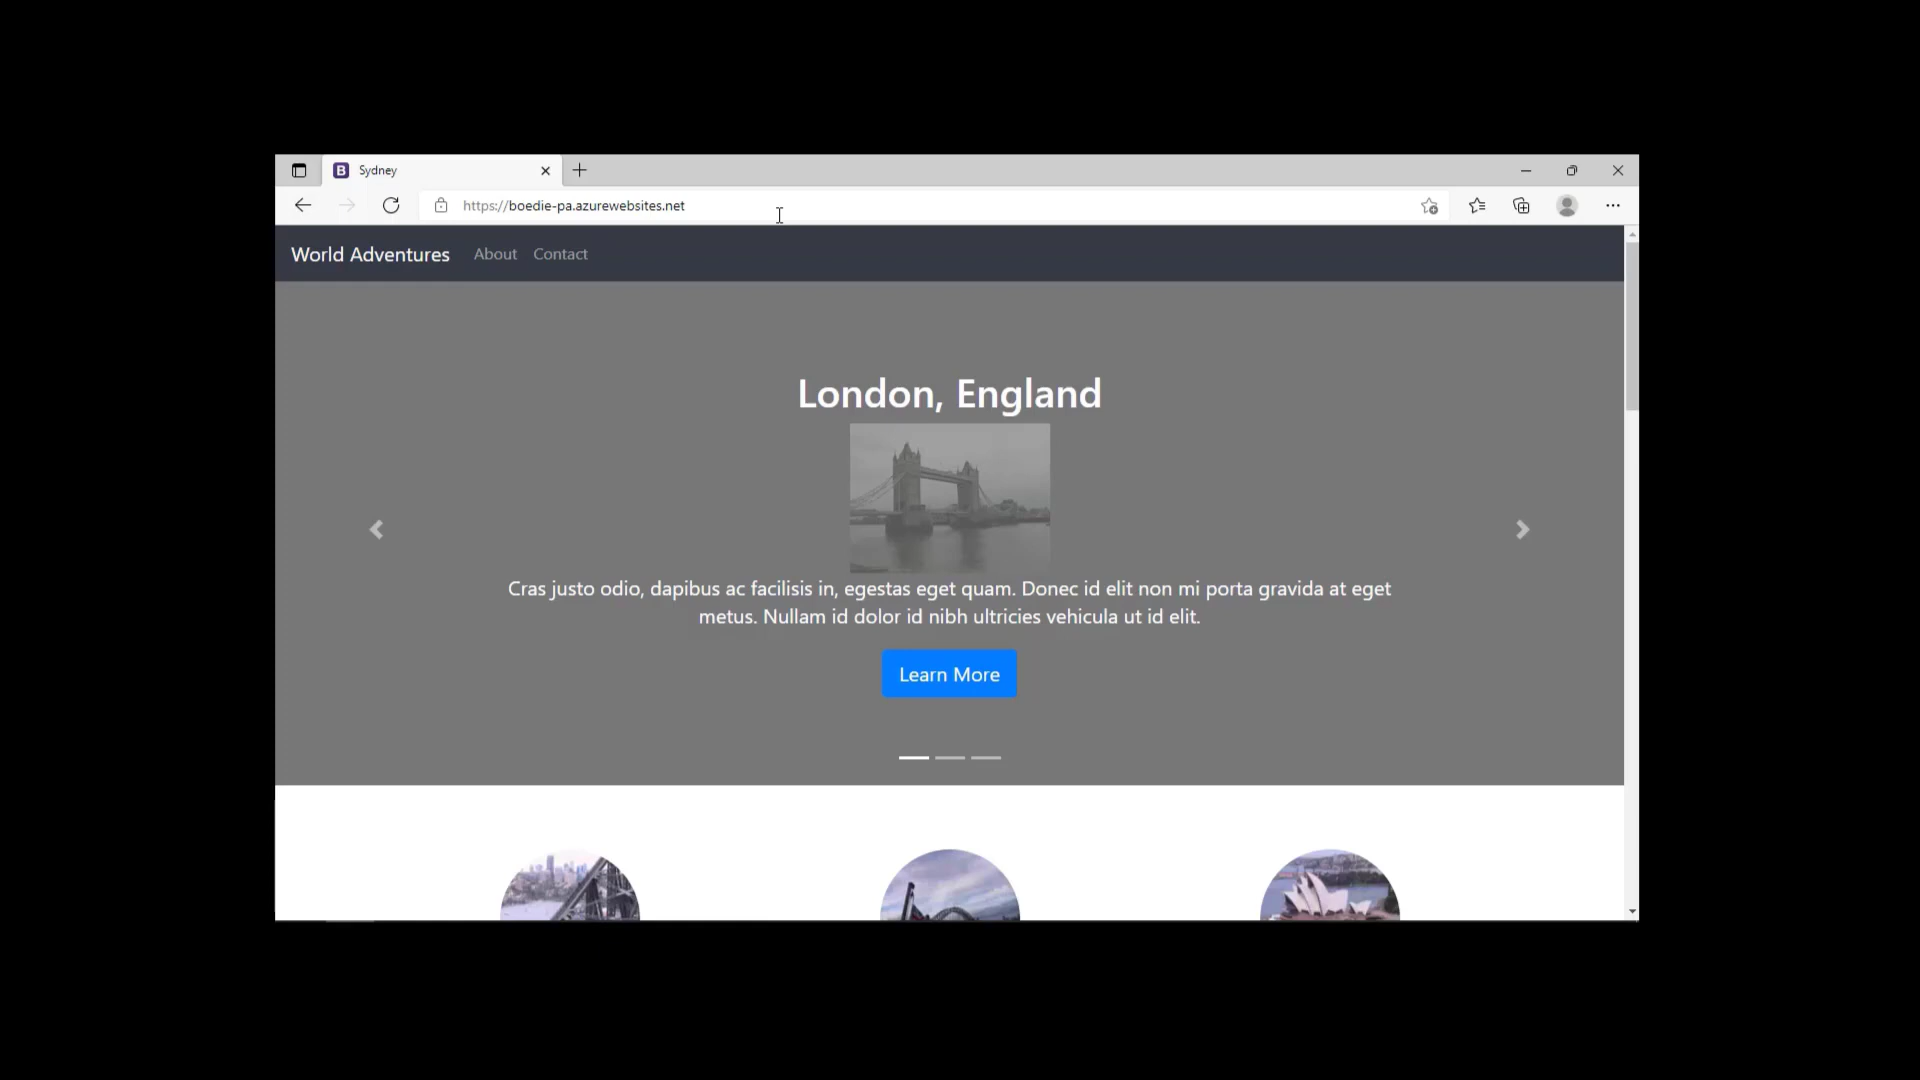 B Sydney
https://boedie-pa.azurewebsites.net
World Adventures About Contact
London, England
Cras justo odio, dapibus ac facilisis in, egestas eget quam. Donec id elit non mi porta gravida at eget
metus. Nullam id dolor id nibh ultricies vehicula ut id elit.
Learn More